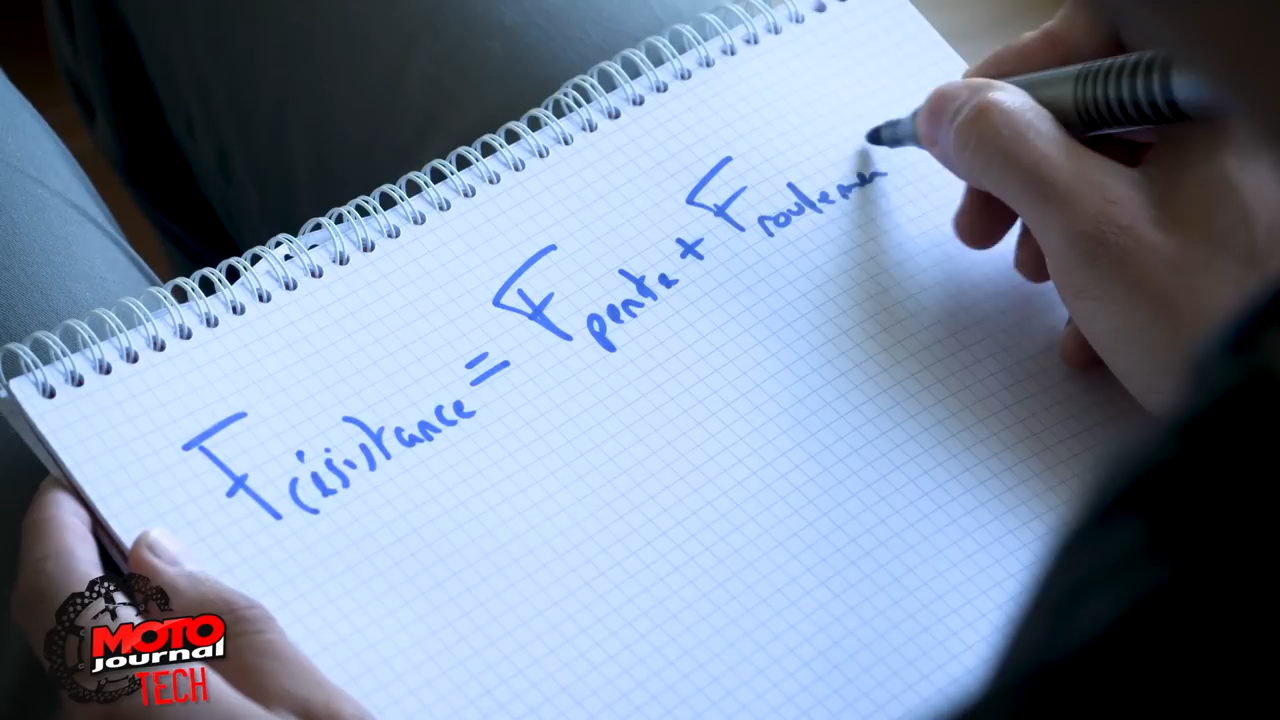 Frésistance = Fpente + Froulemen
MOTO
journal
TECH